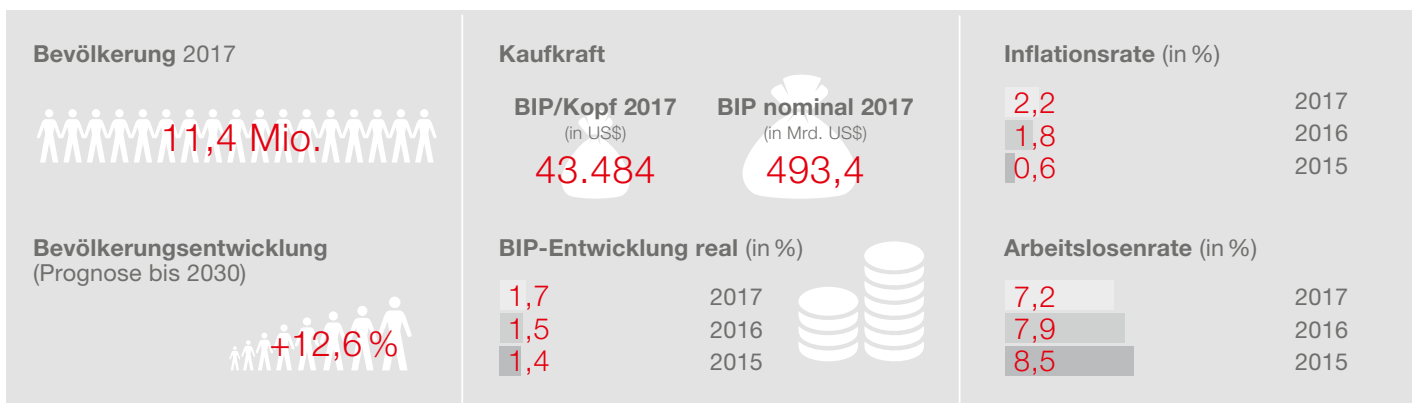 Bevölkerung 2017
11,4 Mio.
Bevölkerungsentwicklung
(Prognose bis 2030)
+12,6 %
Kaufkraft
BIP/Kopf 2017
(in US$)
43.484
BIP nominal 2017
(in Mrd. US$)
493,4
BIP-Entwicklung real (in %)
1,7 2017
1,5 2016
1,4 2015
Inflationsrate (in %)
2,2 2017
1,8 2016
0,6 2015
Arbeitslosenrate (in %)
7,2 2017
7,9 2016
8,5 2015